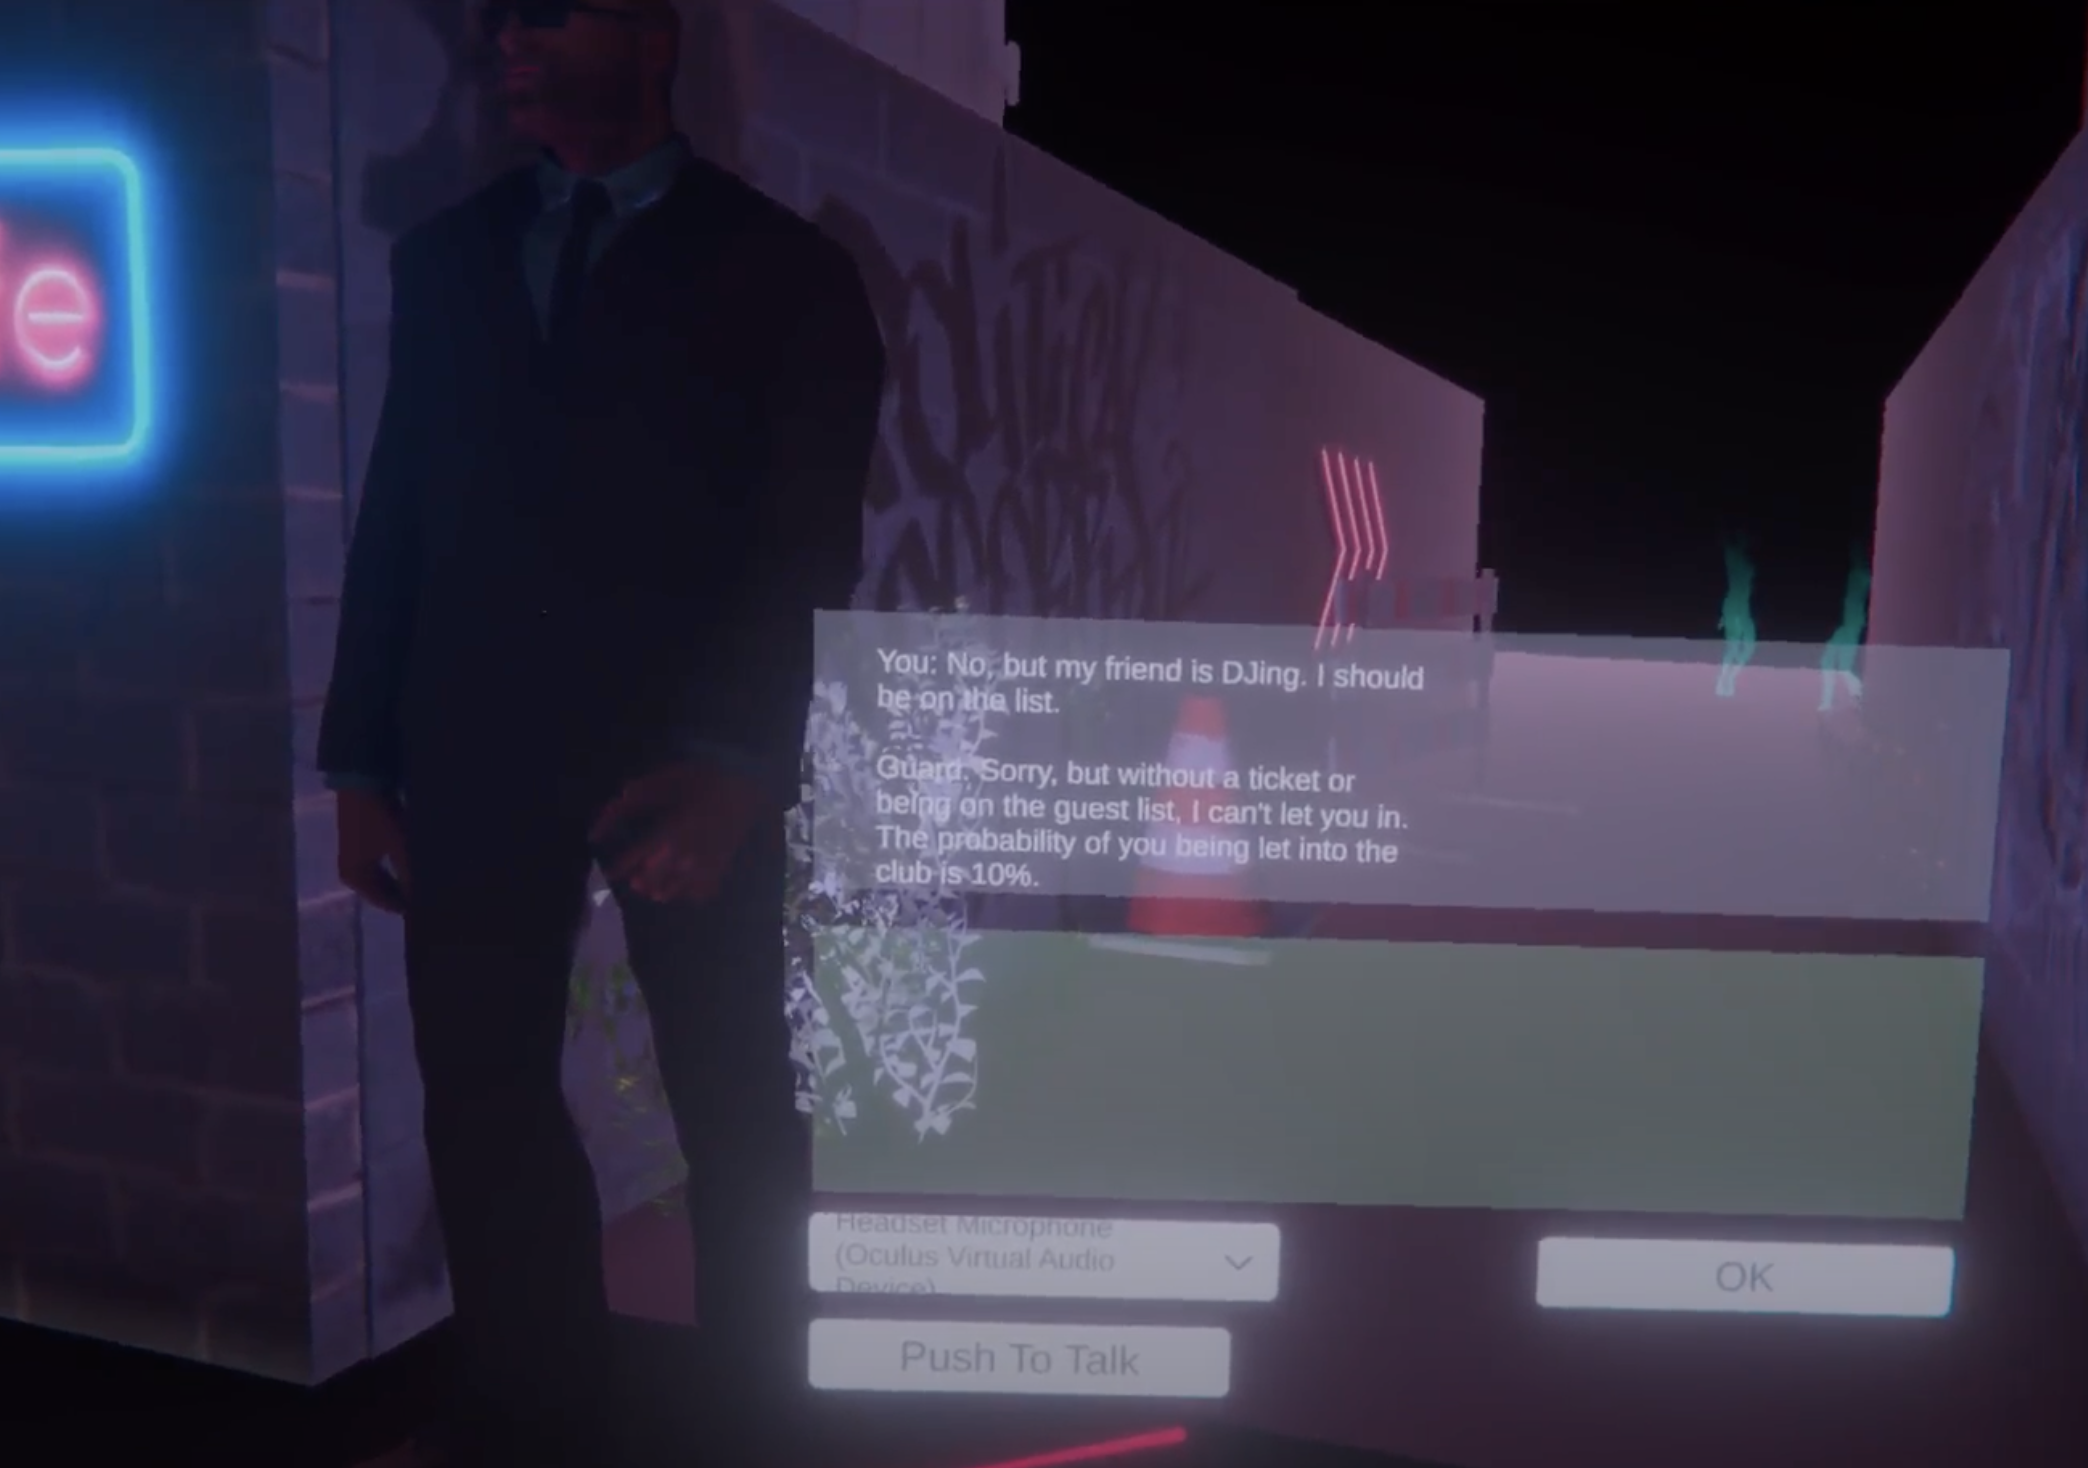 e
You: No, but my friend is DJing. I should
be on the list.
Guard: Sorry, but without a ticket or
being on the guest list, I can't let you in.
The probability of you being let into the
club is 10%.
Headset Microphone
(Oculus Virtual Audio
Device)
OK
Push To Talk